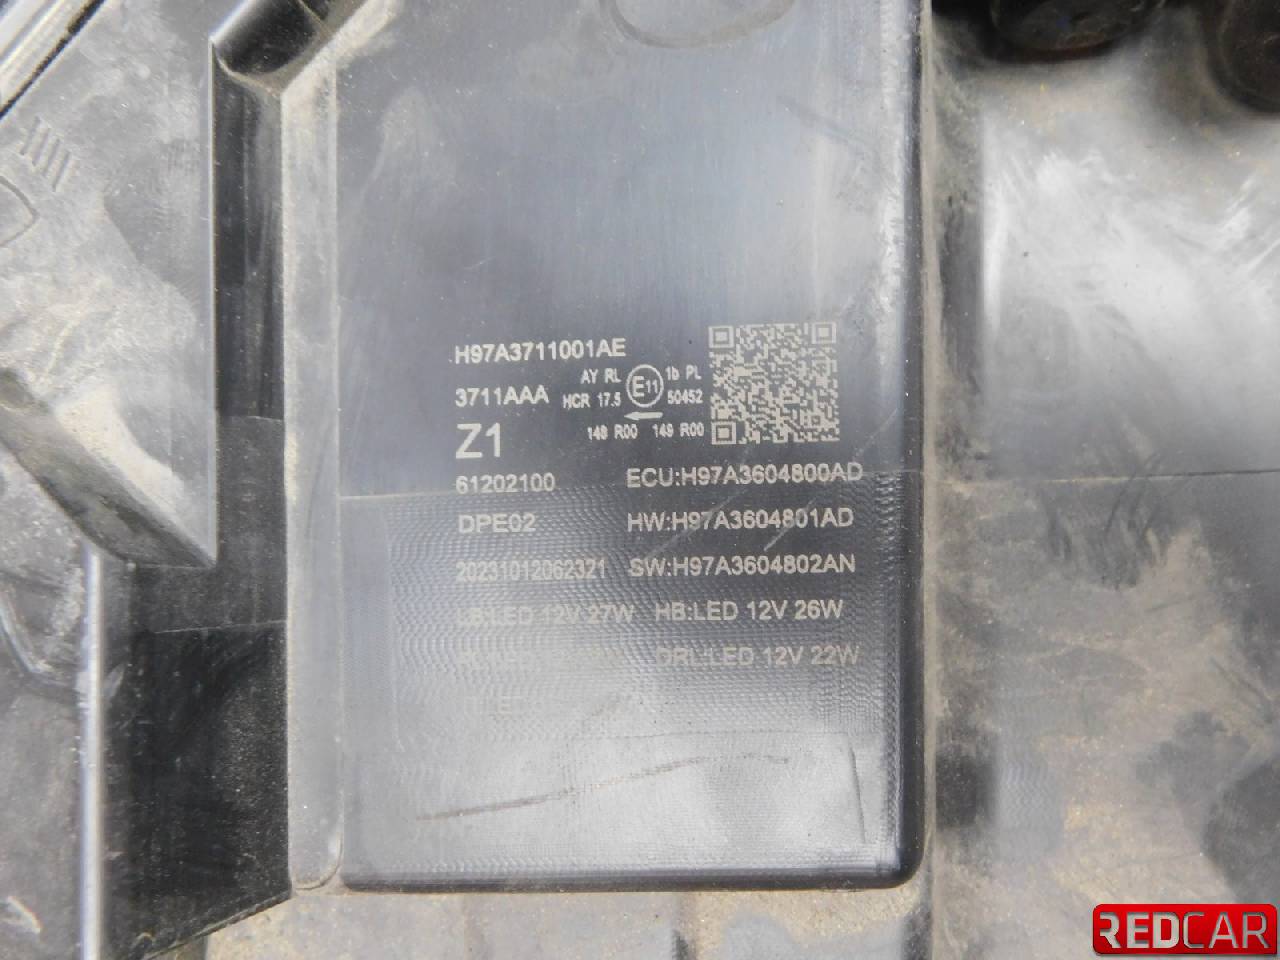 H97A3711001AE
3711AAA
AY RL E11 1b PL
HCR 17.5 50452
148 R00 149 R00
Z1
61202100 ECU:H97A3604800AD
DPE02 HW:H97A3604801AD
20231012062321 SW:H97A3604802AN
LB:LED 12V 27W HB:LED 12V 26W
DRL:LED 12V 22W
REDCAR